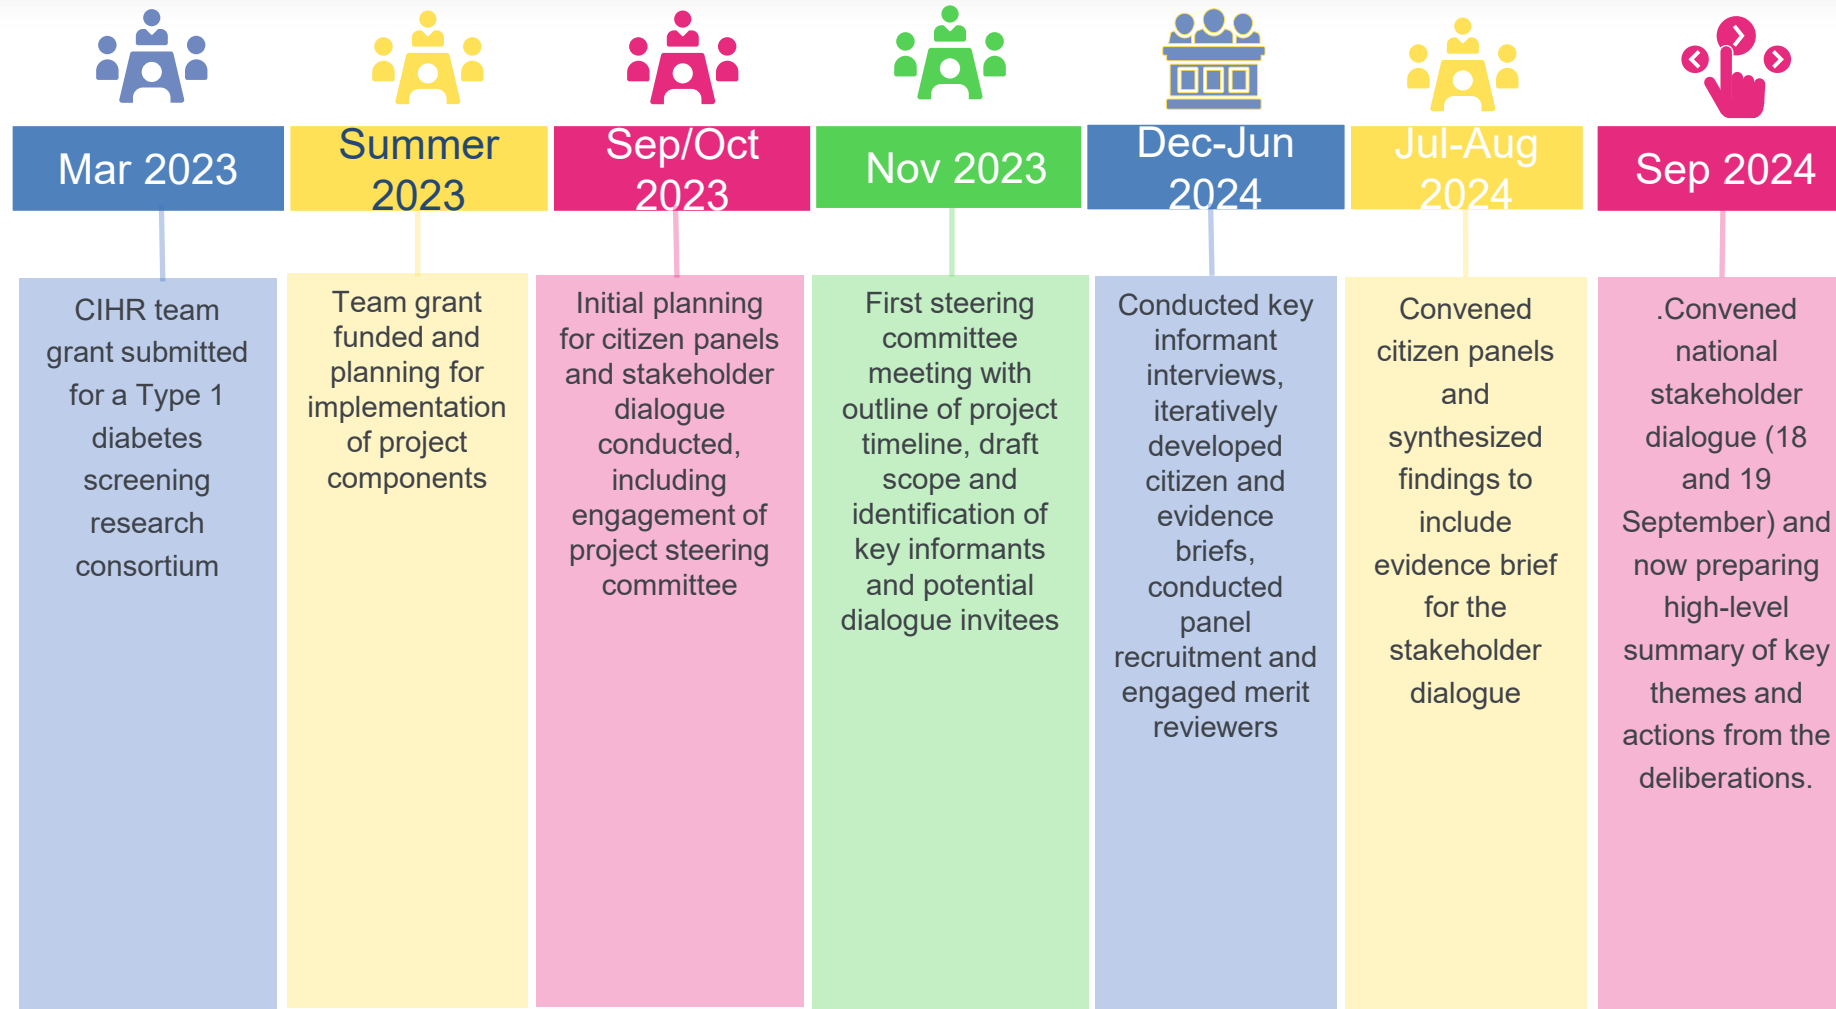 Mar 2023
Summer
2023
Sep/Oct
2023
Nov 2023
Dec-Jun
2024
Jul-Aug
2024
Sep 2024
CIHR team
grant submitted
for a Type 1
diabetes
screening
research
consortium
Team grant
funded and
planning for
implementation
of project
components
Initial planning
for citizen panels
and stakeholder
dialogue
conducted,
including
engagement of
project steering
committee
First steering
committee
meeting with
outline of project
timeline, draft
scope and
identification of
key informants
and potential
dialogue invitees
Conducted key
informant
interviews,
iteratively
developed
citizen and
evidence
briefs,
conducted
panel
recruitment and
engaged merit
reviewers
Convened
citizen panels
and
synthesized
findings to
include
evidence brief
for the
stakeholder
dialogue
.Convened
national
stakeholder
dialogue (18
and 19
September) and
now preparing
high-level
summary of key
themes and
actions from the
deliberations.